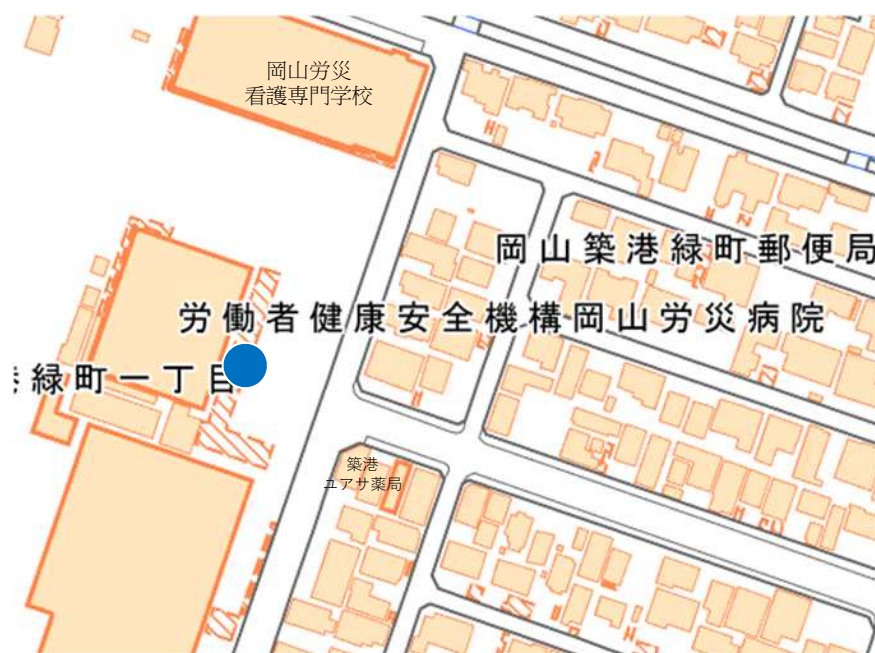 岡山労災
看護専門学校
岡山築港緑町郵便局
労働者健康安全機構岡山労災病院
緑町一丁目
築港
ユアサ薬局